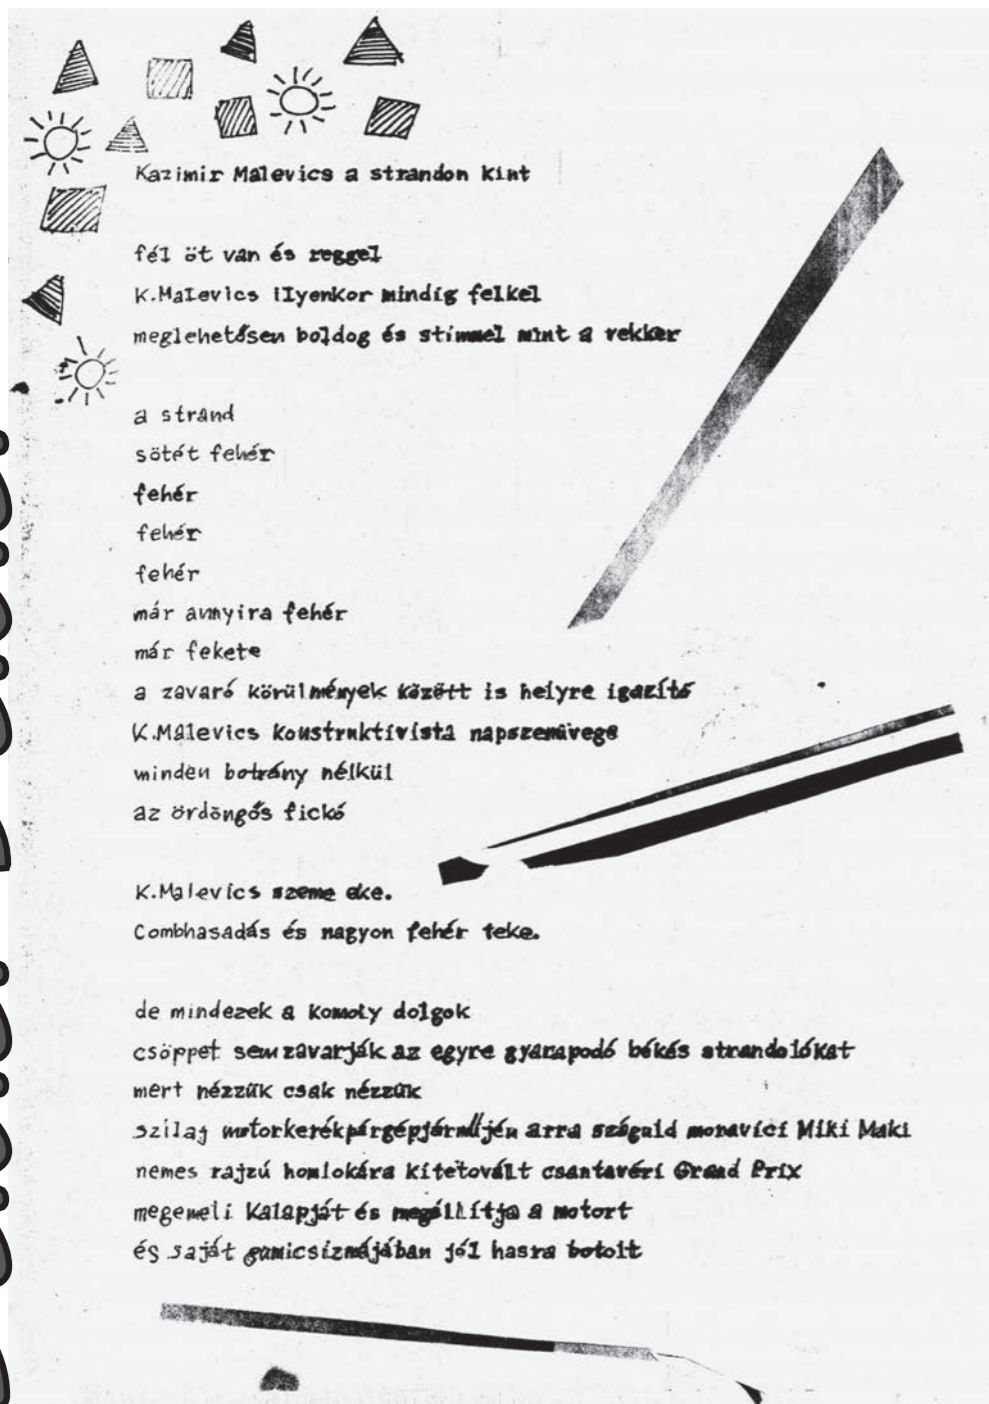 Kazimir Malevics a strandon kint
fél öt van és reggel
K.Malevics ilyenkor mindíg felkel
meglehetősen boldog és stimmel mint a vekker
a strand
sötét fehér
fehér
fehér
fehér
már annyira fehér
már fekete
a zavaró körülmények között is helyre igazító
K.Malevics konstruktivista napszemüvege
minden botrány nélkül
az ördöngős fickó
K.Malevics szeme eke.
Combhasadás és nagyon fehér teke.
de mindezek a komoly dolgok
csöppet sem zavarják az egyre gyarapodó békés strandolókat
mert nézzük csak nézzük
szilaj motorkerékpárgépjárműjén arra száguld moravici Miki Maki
nemes rajzú homlokára kitetovált csantavéri Grand Prix
megemeli kalapját és megállítja a motort
és saját gumicsizmájában jól hasra botolt